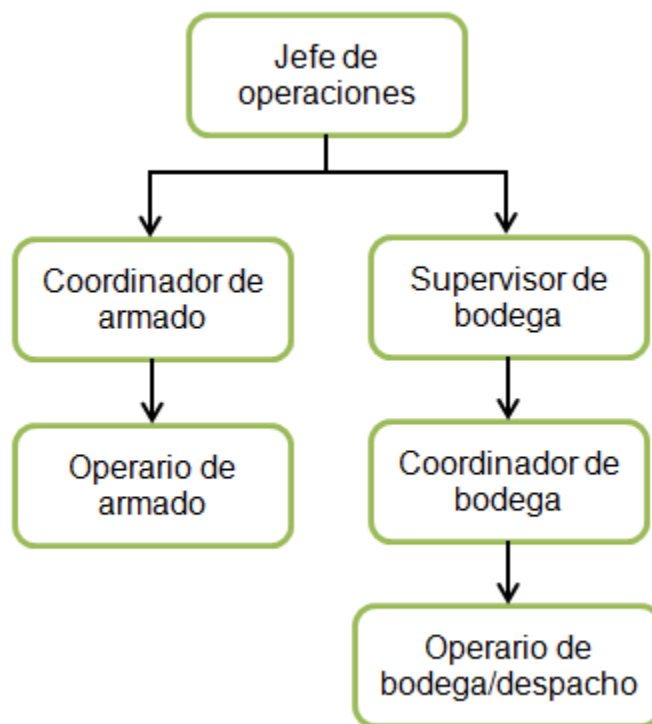 Jefe de
operaciones
Coordinador de
armado
Supervisor de
bodega
Operario de
armado
Coordinador de
bodega
Operario de
bodega/despacho